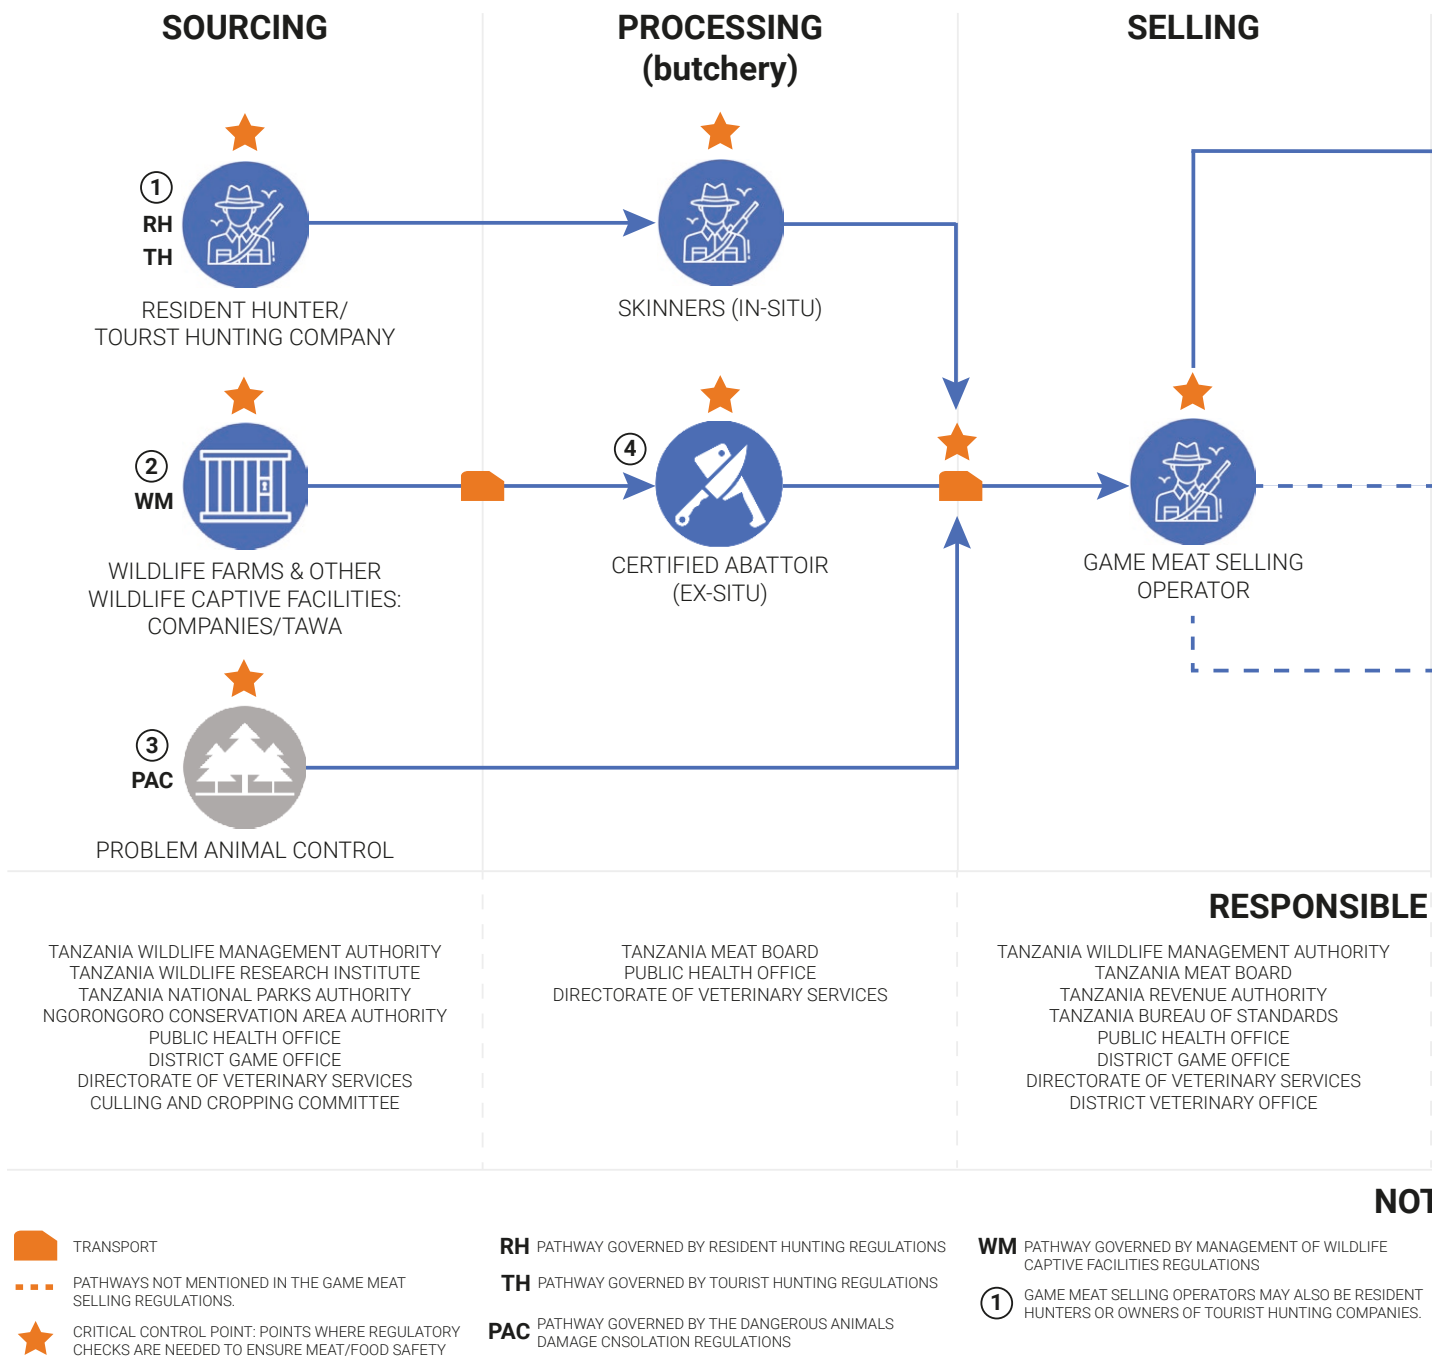 SOURCING
PROCESSING
(butchery)
SELLING
1
RH
TH
RESIDENT HUNTER/
TOURST HUNTING COMPANY
SKINNERS (IN-SITU)
2
WM
WILDLIFE FARMS & OTHER
WILDLIFE CAPTIVE FACILITIES:
COMPANIES/TAWA
4
CERTIFIED ABATTOIR
(EX-SITU)
GAME MEAT SELLING
OPERATOR
3
PAC
PROBLEM ANIMAL CONTROL
RESPONSIBLE
TANZANIA WILDLIFE MANAGEMENT AUTHORITY
TANZANIA WILDLIFE RESEARCH INSTITUTE
TANZANIA NATIONAL PARKS AUTHORITY
NGORONGORO CONSERVATION AREA AUTHORITY
PUBLIC HEALTH OFFICE
DISTRICT GAME OFFICE
DIRECTORATE OF VETERINARY SERVICES
CULLING AND CROPPING COMMITTEE
TANZANIA MEAT BOARD
PUBLIC HEALTH OFFICE
DIRECTORATE OF VETERINARY SERVICES
TANZANIA WILDLIFE MANAGEMENT AUTHORITY
TANZANIA MEAT BOARD
TANZANIA REVENUE AUTHORITY
TANZANIA BUREAU OF STANDARDS
PUBLIC HEALTH OFFICE
DISTRICT GAME OFFICE
DIRECTORATE OF VETERINARY SERVICES
DISTRICT VETERINARY OFFICE
NOT
TRANSPORT
PATHWAYS NOT MENTIONED IN THE GAME MEAT
SELLING REGULATIONS.
CRITICAL CONTROL POINT: POINTS WHERE REGULATORY
CHECKS ARE NEEDED TO ENSURE MEAT/FOOD SAFETY
RH PATHWAY GOVERNED BY RESIDENT HUNTING REGULATIONS
TH PATHWAY GOVERNED BY TOURIST HUNTING REGULATIONS
PAC PATHWAY GOVERNED BY THE DANGEROUS ANIMALS
DAMAGE CNSOLATION REGULATIONS
WM PATHWAY GOVERNED BY MANAGEMENT OF WILDLIFE
CAPTIVE FACILITIES REGULATIONS
1 GAME MEAT SELLING OPERATORS MAY ALSO BE RESIDENT
HUNTERS OR OWNERS OF TOURIST HUNTING COMPANIES.